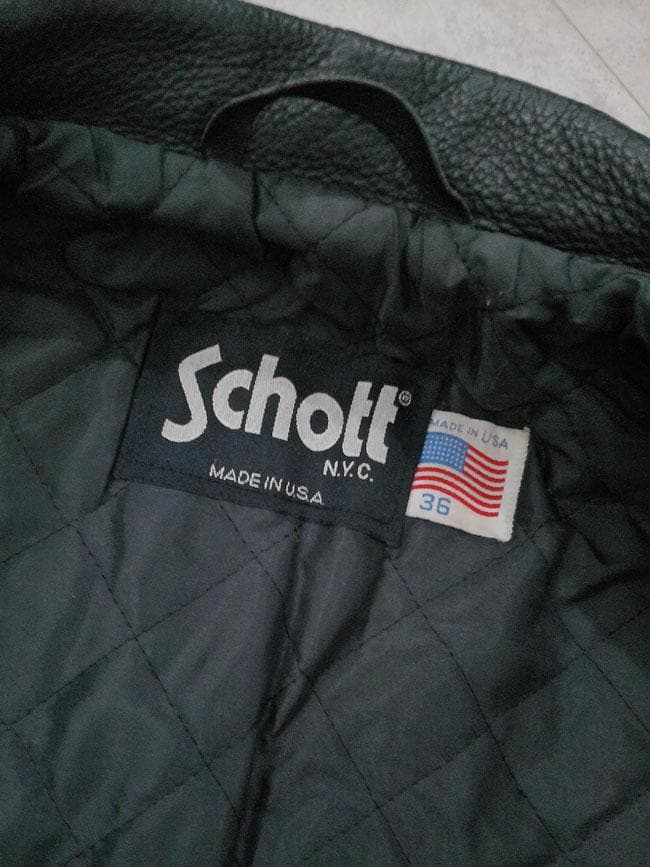 Schott®
N.Y.C.
MADE IN U.S.A
MADE IN USA
36